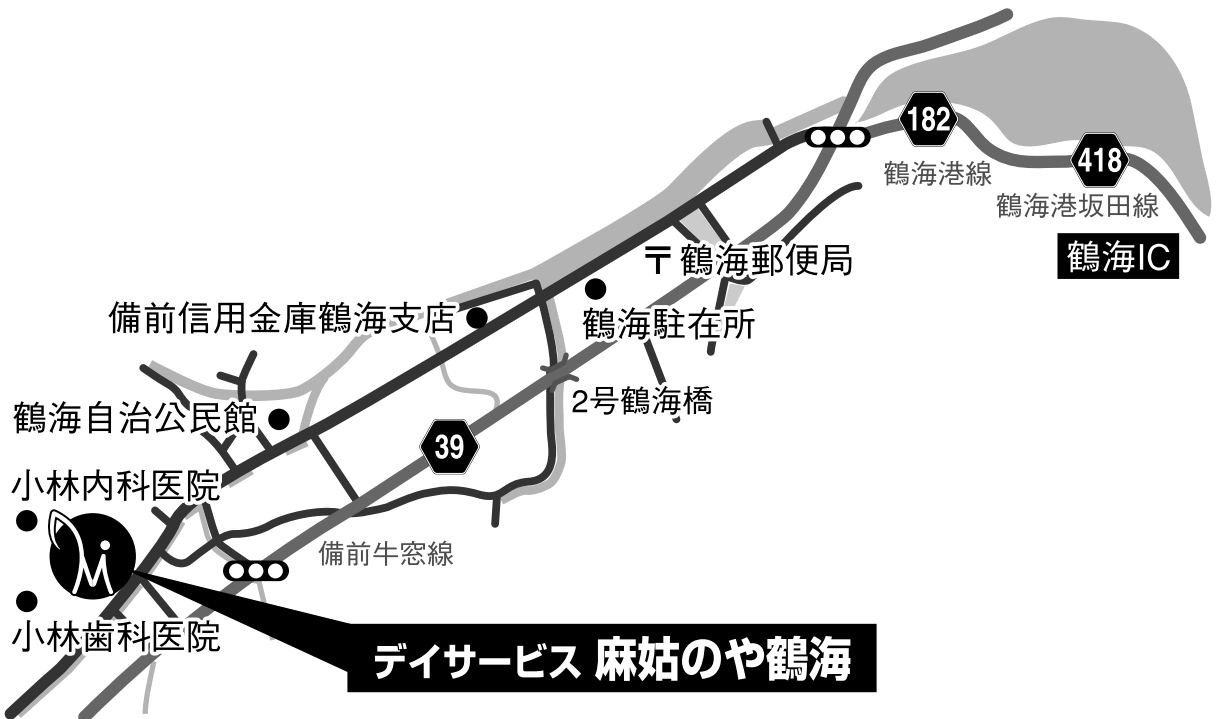 182
418
鶴海港線
鶴海港坂田線
鶴海IC
〒鶴海郵便局
備前信用金庫鶴海支店
鶴海駐在所
2号鶴海橋
鶴海自治公民館
39
小林内科医院
M
備前牛窓線
小林歯科医院
デイサービス 麻姑のや鶴海